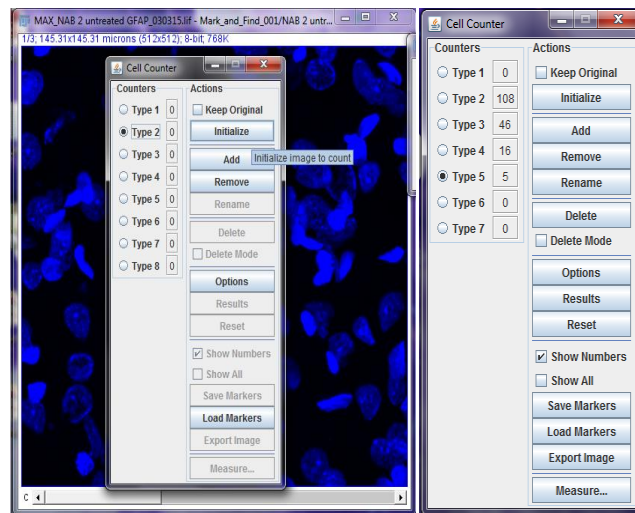 MAX_NAB 2 untreated GFAP_030315.lif - Mark_and_Find_001/NAB 2 untr...
1/3; 145.31x145.31 microns (512x512); 8-bit; 768K
Cell Counter
Counters Actions
Type 1 0 Keep Original
Type 2 0 Initialize
Type 3 0 Add Initialize image to count
Type 4 0 Remove
Type 5 0 Rename
Type 6 0 Delete
Type 7 0 Delete Mode
Type 8 0 Options
Results
Reset
Show Numbers
Show All
Save Markers
Load Markers
Export Image
Measure...
C
Cell Counter
Counters Actions
Type 1 0 Keep Original
Type 2 108 Initialize
Type 3 46 Add
Type 4 16 Remove
Type 5 5 Rename
Type 6 0 Delete
Type 7 0 Delete Mode
Options
Results
Reset
Show Numbers
Show All
Save Markers
Load Markers
Export Image
Measure...